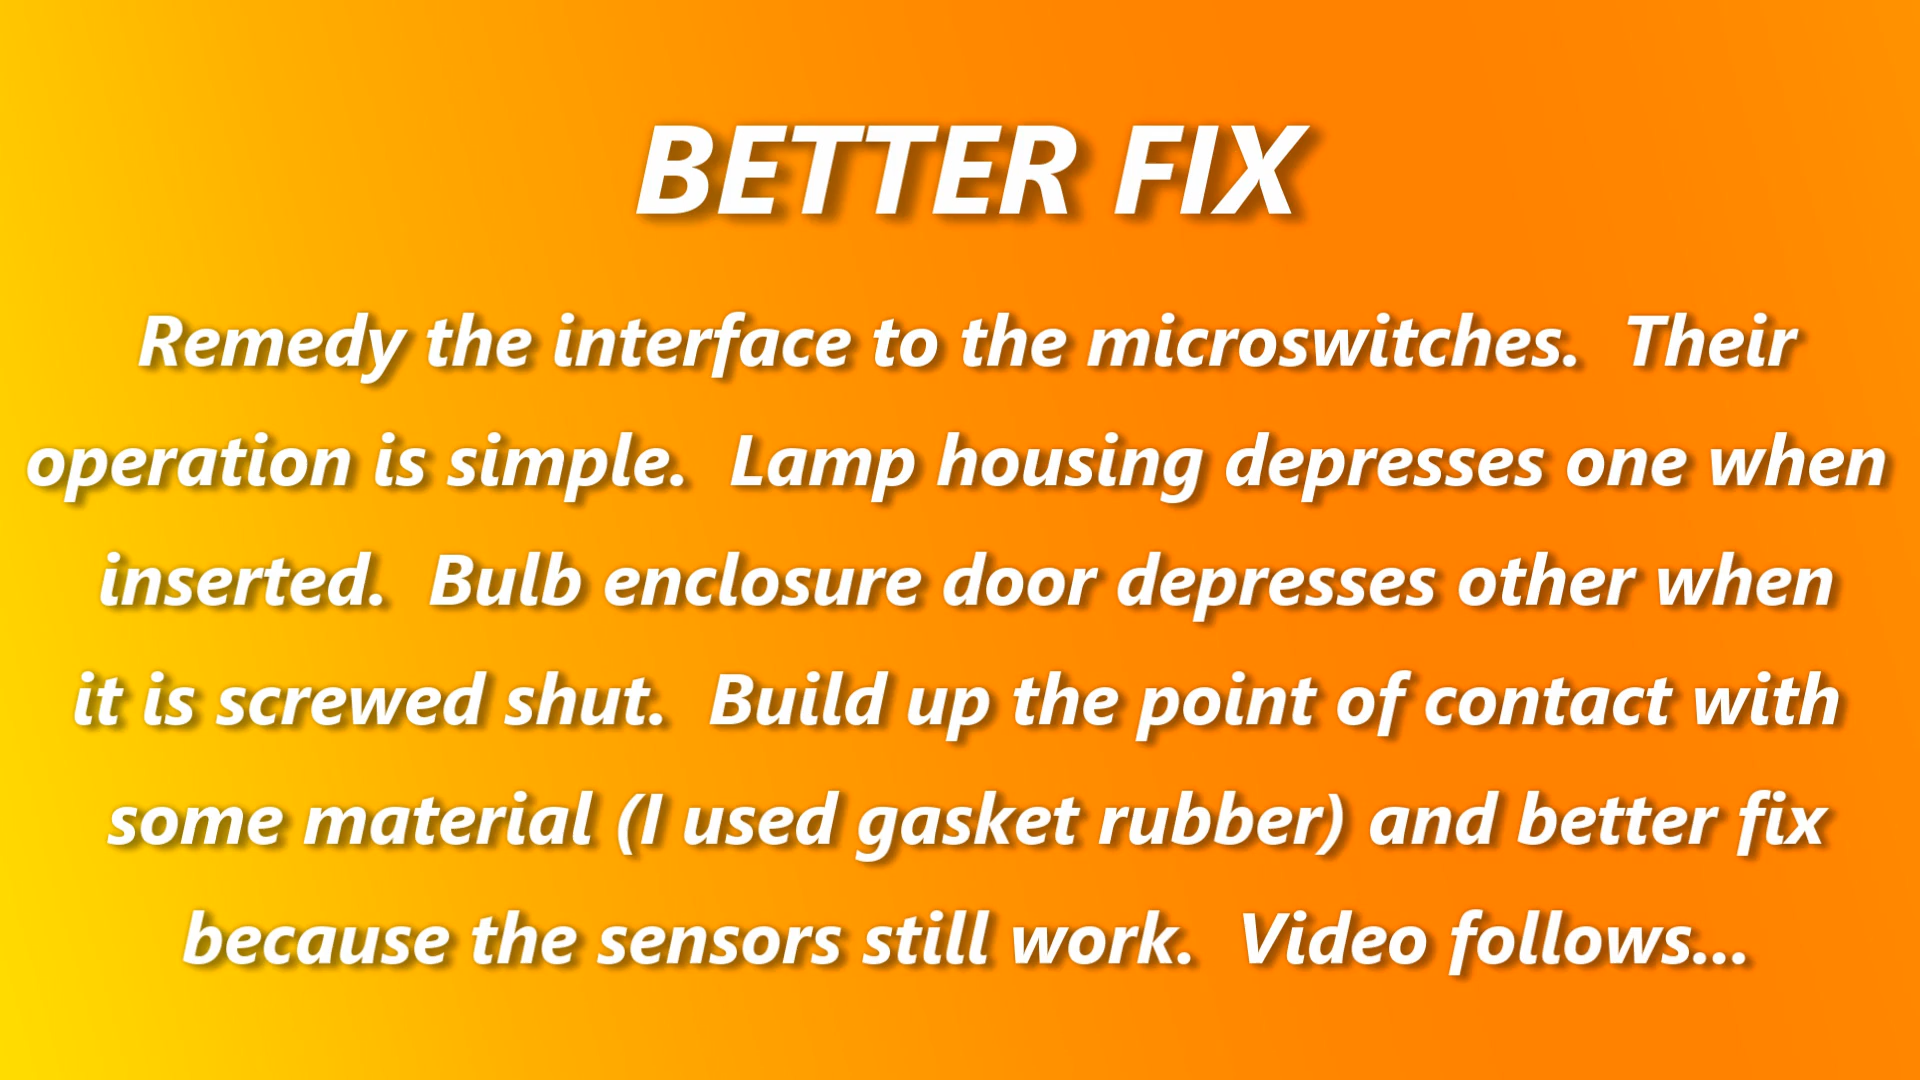 BETTER FIX
Remedy the interface to the microswitches.  Their
operation is simple.  Lamp housing depresses one when
inserted.  Bulb enclosure door depresses other when
it is screwed shut.  Build up the point of contact with
some material (I used gasket rubber) and better fix
because the sensors still work.  Video follows...